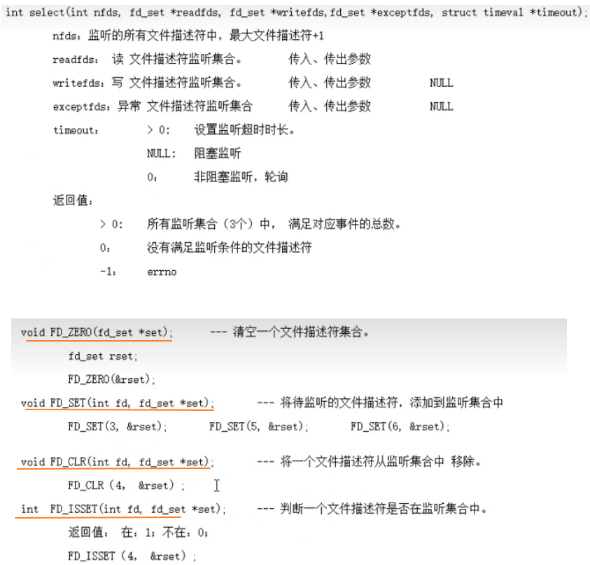 int select(int nfds, fd_set *readfds, fd_set *writefds,fd_set *exceptfds, struct timeval *timeout);
nfds: 监听的所有文件描述符中，最大文件描述符+1
readfds: 读 文件描述符监听集合。 传入、传出参数
writefds: 写 文件描述符监听集合。 传入、传出参数 NULL
exceptfds: 异常 文件描述符监听集合 传入、传出参数 NULL
timeout: > 0: 设置监听超时时长。
NULL: 阻塞监听
0: 非阻塞监听，轮询
返回值:
> 0: 所有监听集合（3个）中， 满足对应事件的总数。
0: 没有满足监听条件的文件描述符
-1: errno
void FD_ZERO(fd_set *set); --- 清空一个文件描述符集合。
fd_set rset;
FD_ZERO(&rset);
void FD_SET(int fd, fd_set *set); --- 将待监听的文件描述符，添加到监听集合中
FD_SET(3, &rset); FD_SET(5, &rset); FD_SET(6, &rset);
void FD_CLR(int fd, fd_set *set); --- 将一个文件描述符从监听集合中 移除。
FD_CLR（4， &rset）;
int FD_ISSET(int fd, fd_set *set); --- 判断一个文件描述符是否在监听集合中。
返回值: 在: 1; 不在: 0;
FD_ISSET（4， &rset）;